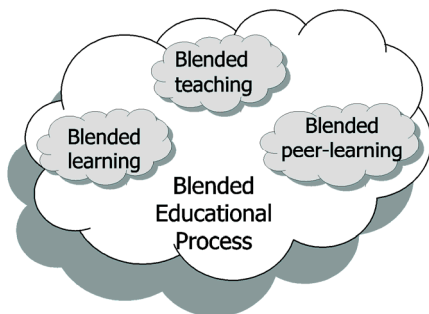 Blended
teaching
Blended
learning
Blended
peer-learning
Blended
Educational
Process